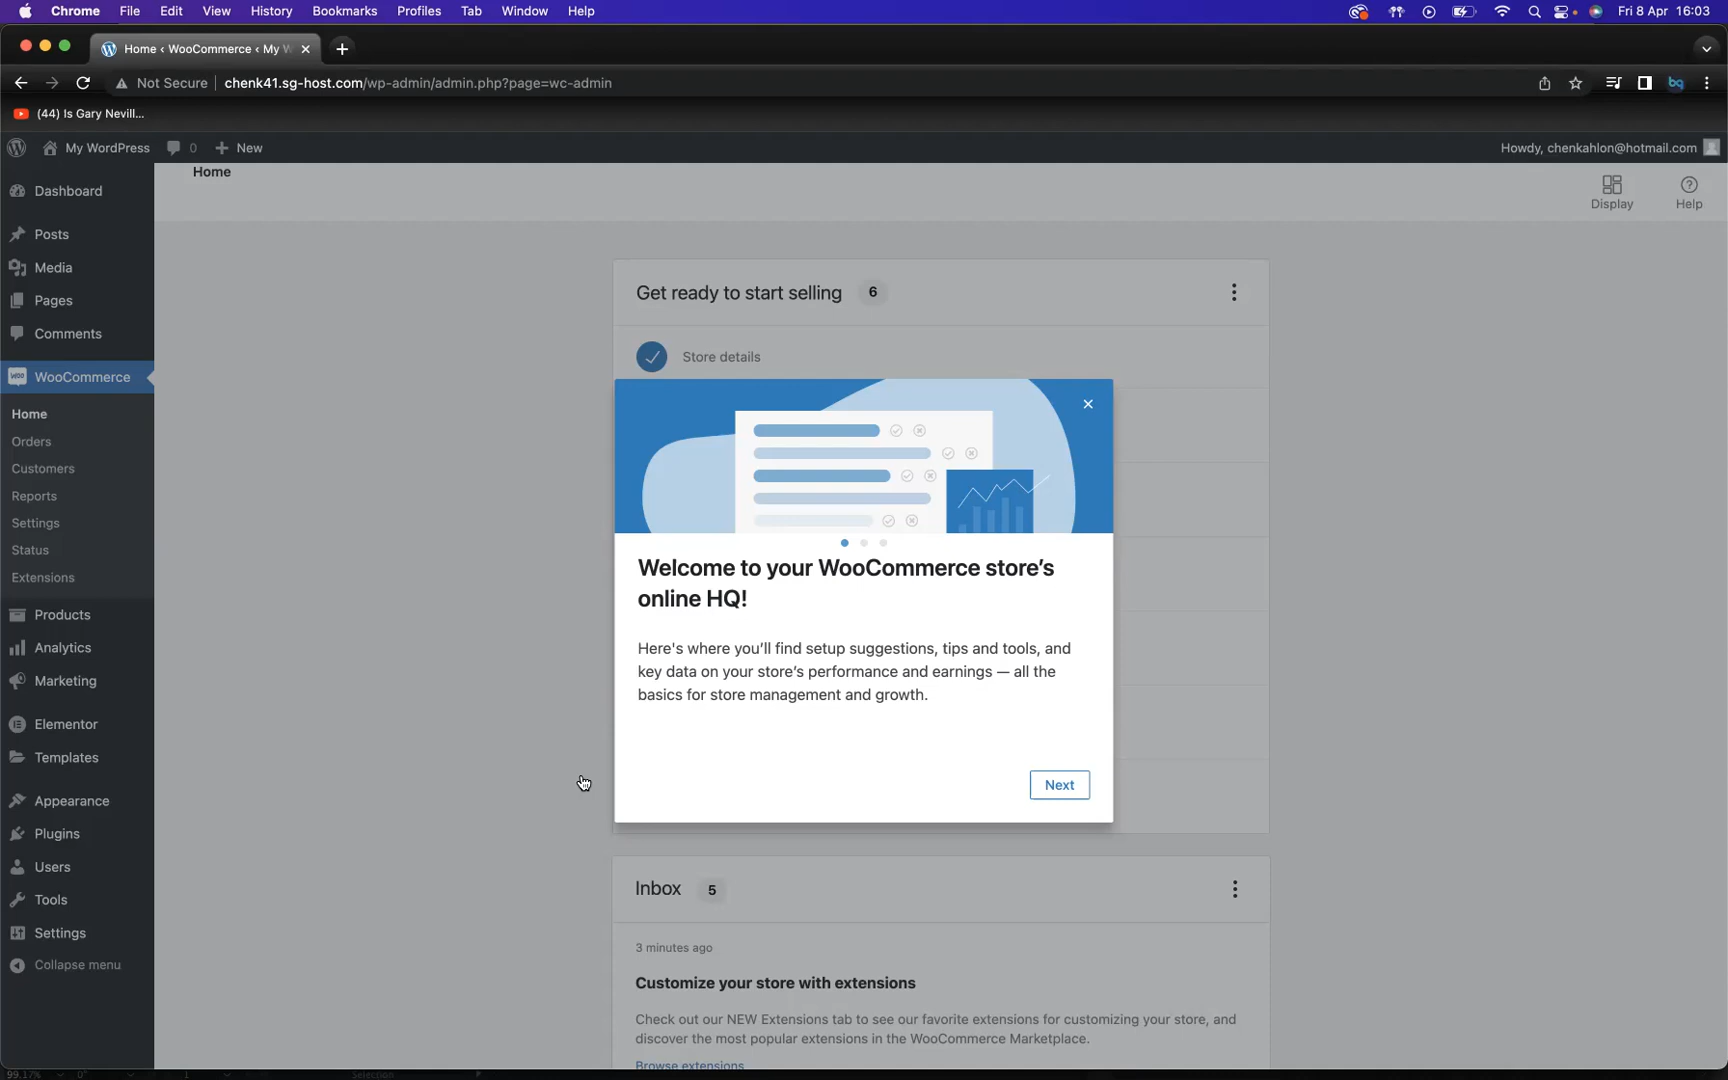 Chrome File Edit View History Bookmarks Profiles Tab Window Help Fri 8 Apr 16:03
Home ‹ WooCommerce ‹ My W
Not Secure chenk41.sg-host.com/wp-admin/admin.php?page=wc-admin
(44) Is Gary Nevill...
My WordPress 0 New Howdy, chenkahlon@hotmail.com
Home
Display
Help
Dashboard
Posts
Media
Pages
Comments
WooCommerce
Home
Orders
Customers
Reports
Settings
Status
Extensions
Products
Analytics
Marketing
Elementor
Templates
Appearance
Plugins
Users
Tools
Settings
Collapse menu
Get ready to start selling 6
Store details
Welcome to your WooCommerce store's
online HQ!
Here's where you'll find setup suggestions, tips and tools, and
key data on your store's performance and earnings — all the
basics for store management and growth.
Next
Inbox 5
3 minutes ago
Customize your store with extensions
Check out our NEW Extensions tab to see our favorite extensions for customizing your store, and
discover the most popular extensions in the WooCommerce Marketplace.
Browse extensions
99.17% 0° 1 Selection